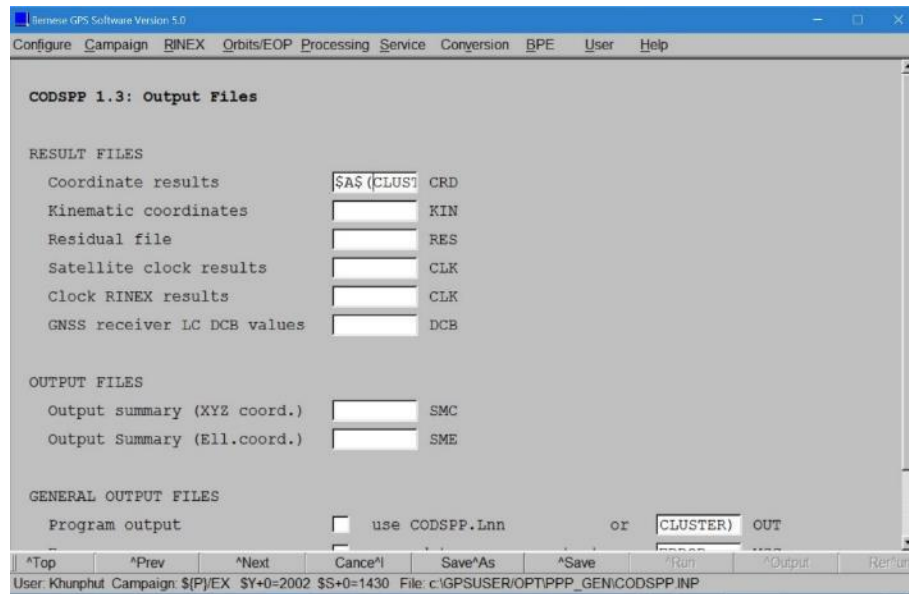 Bernese GPS Software Version 5.0
Configure Campaign RINEX Orbits/EOP Processing Service Conversion BPE User Help
CODSPP 1.3: Output Files
RESULT FILES
Coordinate results $A$(CLUST CRD
Kinematic coordinates KIN
Residual file RES
Satellite clock results CLK
Clock RINEX results CLK
GNSS receiver LC DCB values DCB
OUTPUT FILES
Output summary (XYZ coord.) SMC
Output Summary (Ell.coord.) SME
GENERAL OUTPUT FILES
Program output use CODSPP.Lnn or CLUSTER) OUT
^Top ^Prev ^Next Cance^l Save^As ^Save ^Run ^Output Rer^un
User: Khunphut Campaign: ${P}/EX $Y+0=2002 $S+0=1430 File: c:\GPSUSER/OPT\PPP_GEN\CODSPP.INP